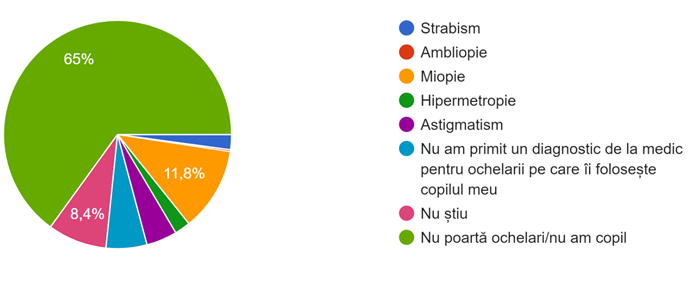 65%
11,8%
8,4%
Strabism
Ambliopie
Miopie
Hipermetropie
Astigmatism
Nu am primit un diagnostic de la medic
pentru ochelarii pe care îi folosește
copilul meu
Nu știu
Nu poartă ochelari/nu am copil